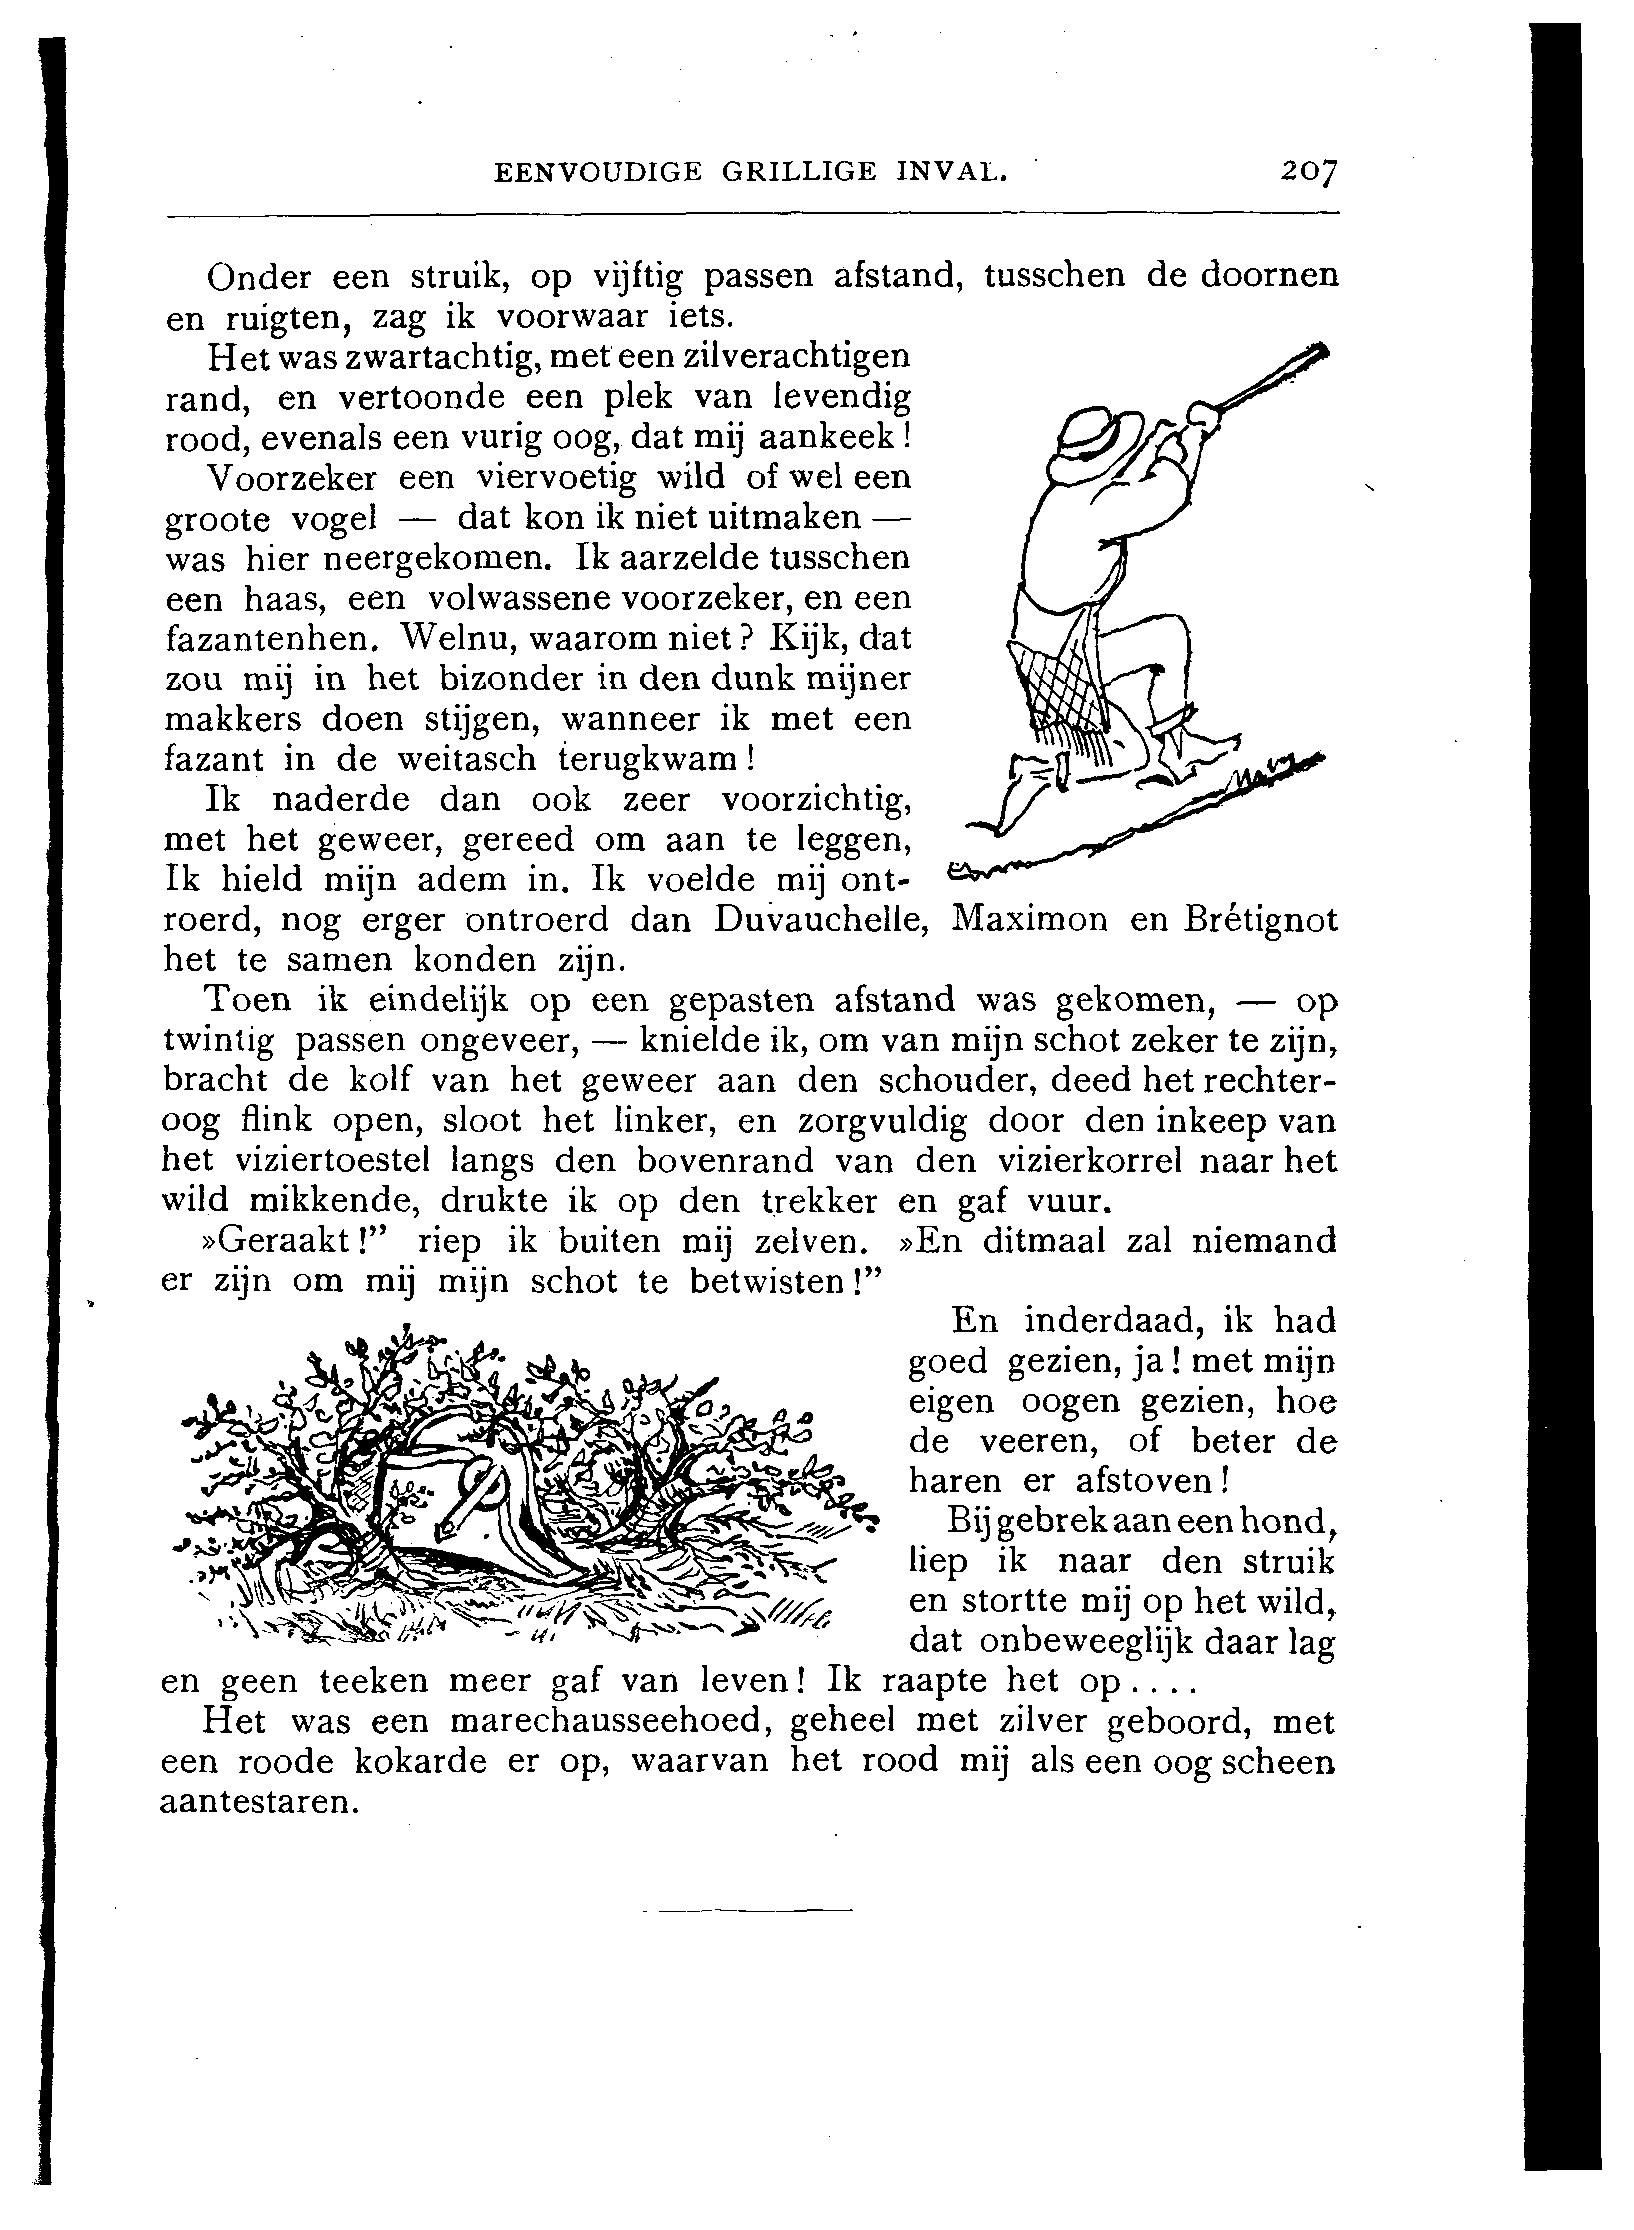 EENVOUDIGE GRILLIGE INVAL. 207
Onder een struik, op vijftig passen afstand, tusschen de doornen
en ruigten, zag ik voorwaar iets.
Het was zwartachtig, met een zilverachtigen
rand, en vertoonde een plek van levendig
rood, evenals een vurig oog, dat mij aankeek!
Voorzeker een viervoetig wild of wel een
groote vogel — dat kon ik niet uitmaken —
was hier neergekomen. Ik aarzelde tusschen
een haas, een volwassene voorzeker, en een
fazantenhen. Welnu, waarom niet? Kijk, dat
zou mij in het bizonder in den dunk mijner
makkers doen stijgen, wanneer ik met een
fazant in de weitasch terugkwam!
Ik naderde dan ook zeer voorzichtig,
met het geweer, gereed om aan te leggen,
Ik hield mijn adem in. Ik voelde mij ont-
roerd, nog erger ontroerd dan Duvauchelle, Maximon en Brétignot
het te samen konden zijn.
Toen ik eindelijk op een gepasten afstand was gekomen, — op
twintig passen ongeveer, — knielde ik, om van mijn schot zeker te zijn,
bracht de kolf van het geweer aan den schouder, deed het rechter-
oog flink open, sloot het linker, en zorgvuldig door den inkeep van
het viziertoestel langs den bovenrand van den vizierkorrel naar het
wild mikkende, drukte ik op den trekker en gaf vuur.
»Geraakt!” riep ik buiten mij zelven. »En ditmaal zal niemand
er zijn om mij mijn schot te betwisten!”
En inderdaad, ik had
goed gezien, ja! met mijn
eigen oogen gezien, hoe
de veeren, of beter de
haren er afstoven!
Bij gebrek aan een hond,
liep ik naar den struik
en stortte mij op het wild,
dat onbeweeglijk daar lag
en geen teeken meer gaf van leven! Ik raapte het op....
Het was een marechausseehoed, geheel met zilver geboord, met
een roode kokarde er op, waarvan het rood mij als een oog scheen
aantestaren.